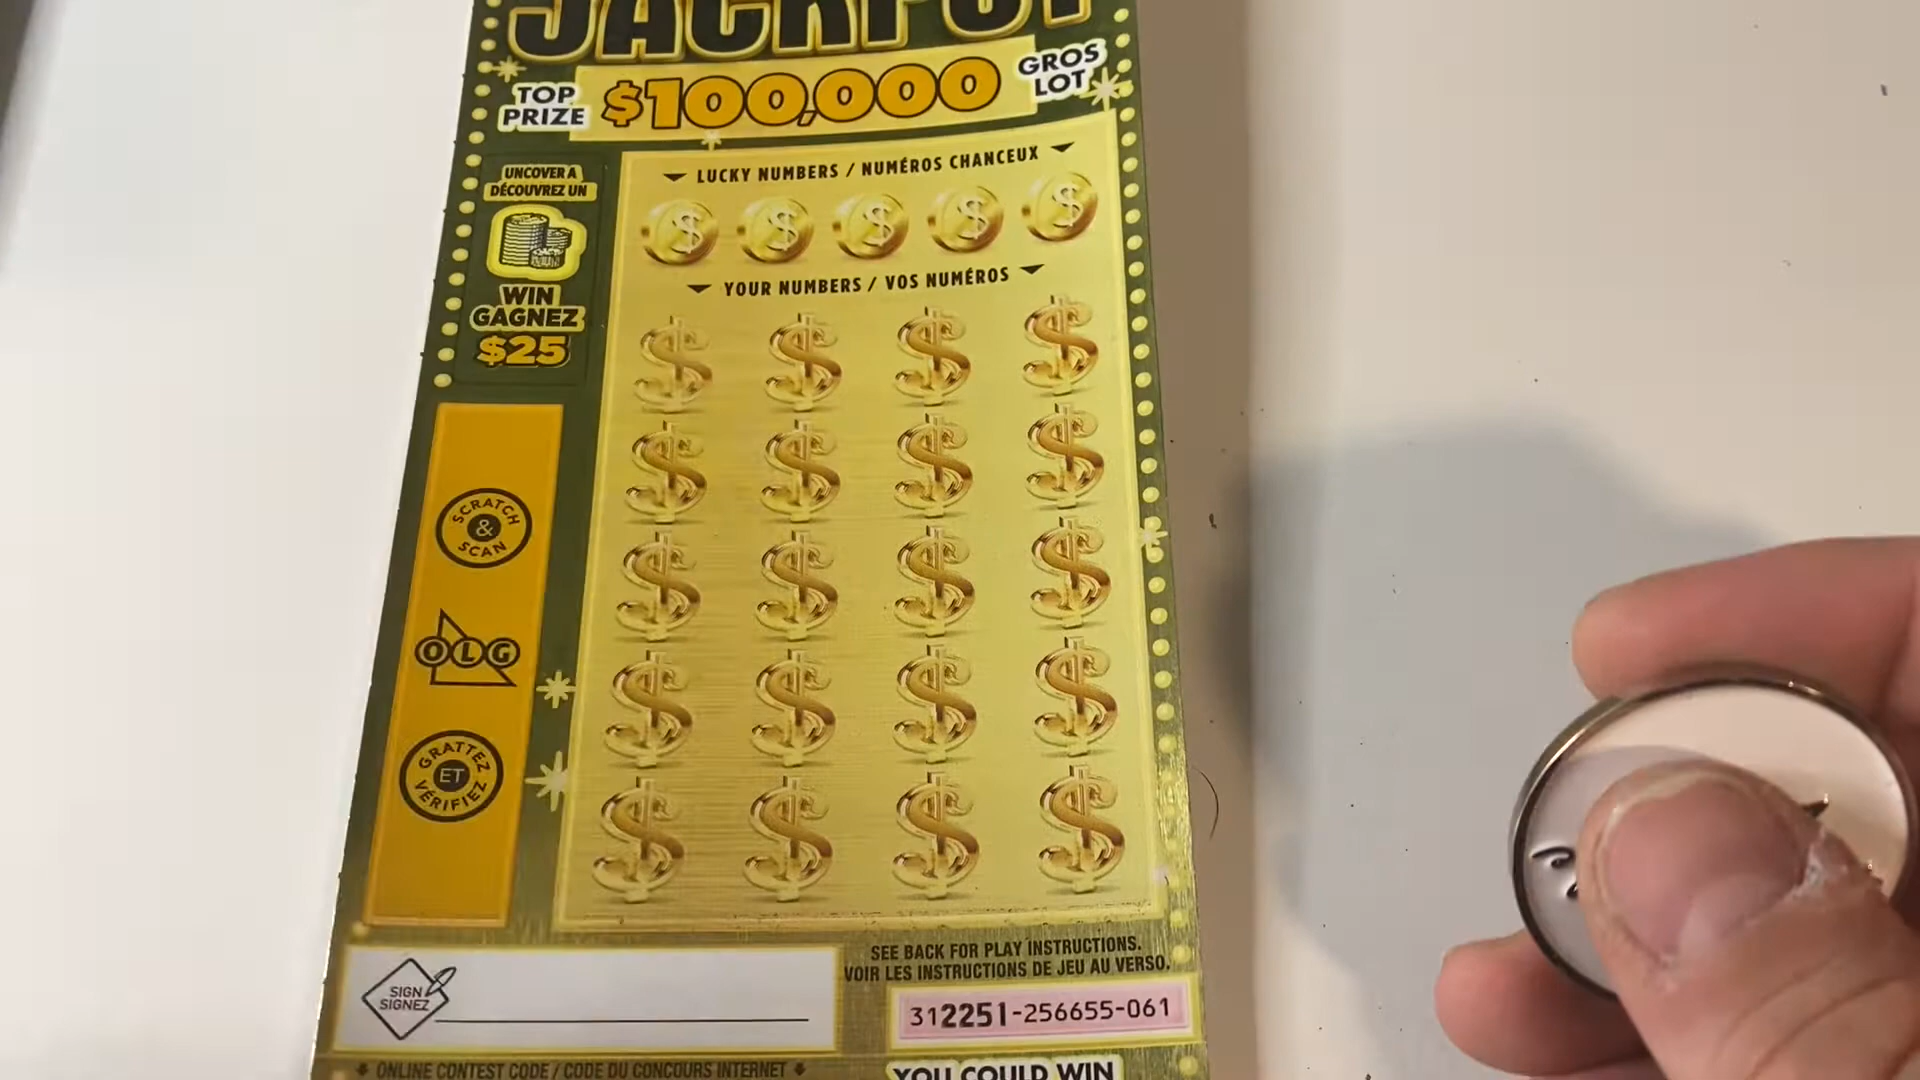 JACKPOT
TOP PRIZE $100,000 GROS LOT
UNCOVER A
DÉCOUVREZ UN
WIN
GAGNEZ
$25
LUCKY NUMBERS / NUMÉROS CHANCEUX
YOUR NUMBERS / VOS NUMÉROS
SCRATCH
&
SCAN
OLG
GRATTEZ
ET
VÉRIFIEZ
SEE BACK FOR PLAY INSTRUCTIONS.
VOIR LES INSTRUCTIONS DE JEU AU VERSO.
SIGN
SIGNEZ
312251-256655-061
ONLINE CONTEST CODE / CODE DU CONCOURS INTERNET
YOU COULD WIN